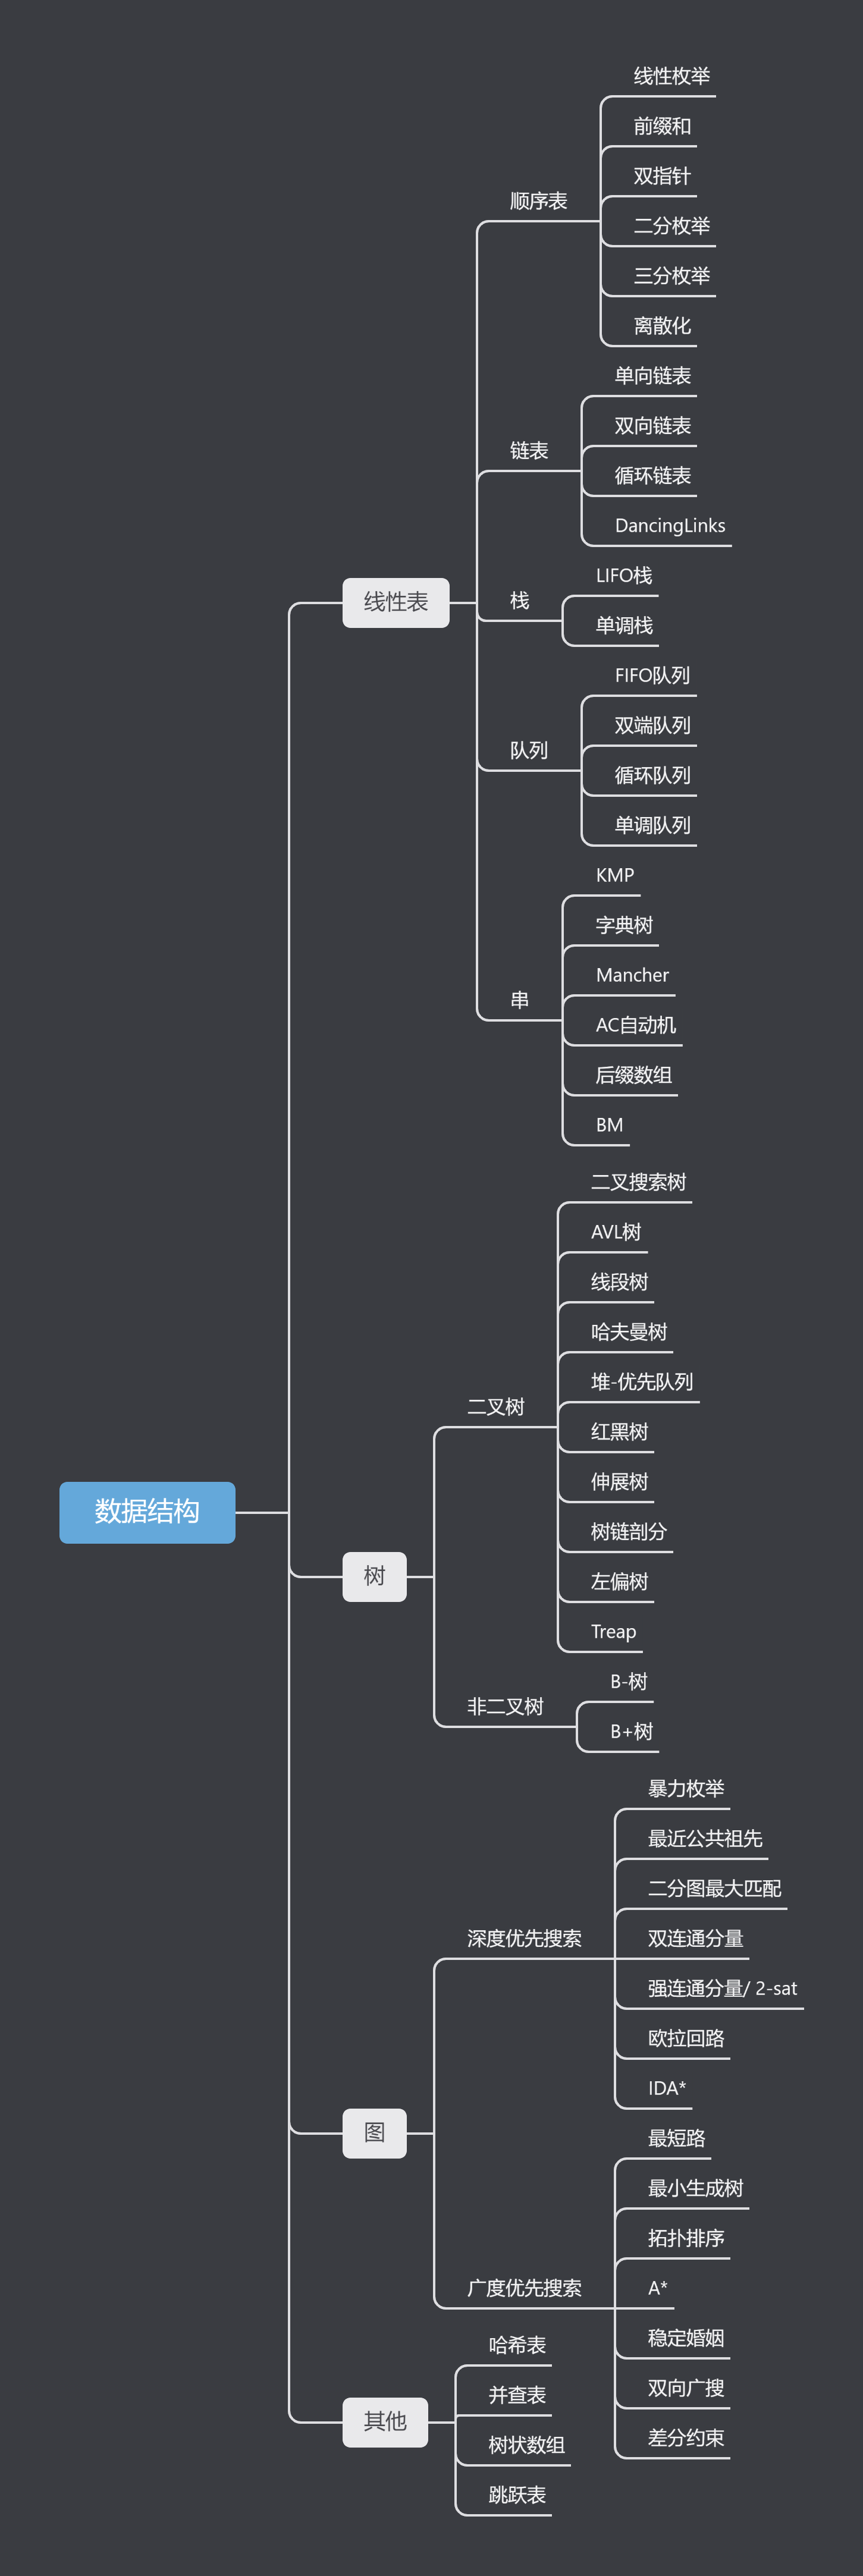 数据结构
线性表
顺序表
线性枚举
前缀和
双指针
二分枚举
三分枚举
离散化
链表
单向链表
双向链表
循环链表
DancingLinks
栈
LIFO栈
单调栈
队列
FIFO队列
双端队列
循环队列
单调队列
串
KMP
字典树
Mancher
AC自动机
后缀数组
BM
树
二叉树
二叉搜索树
AVL树
线段树
哈夫曼树
堆-优先队列
红黑树
伸展树
树链剖分
左偏树
Treap
非二叉树
B-树
B+树
图
深度优先搜索
暴力枚举
最近公共祖先
二分图最大匹配
双连通分量
强连通分量/ 2-sat
欧拉回路
IDA*
广度优先搜索
最短路
最小生成树
拓扑排序
A*
稳定婚姻
双向广搜
差分约束
其他
哈希表
并查表
树状数组
跳跃表